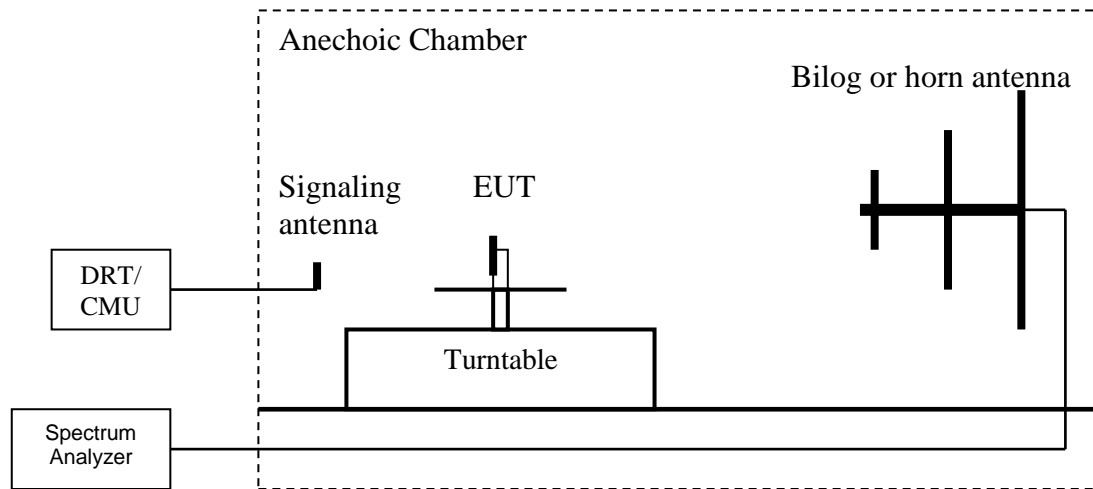 Anechoic Chamber
Bilog or horn antenna
Signaling
antenna
EUT
DRT/
CMU
Turntable
Spectrum
Analyzer